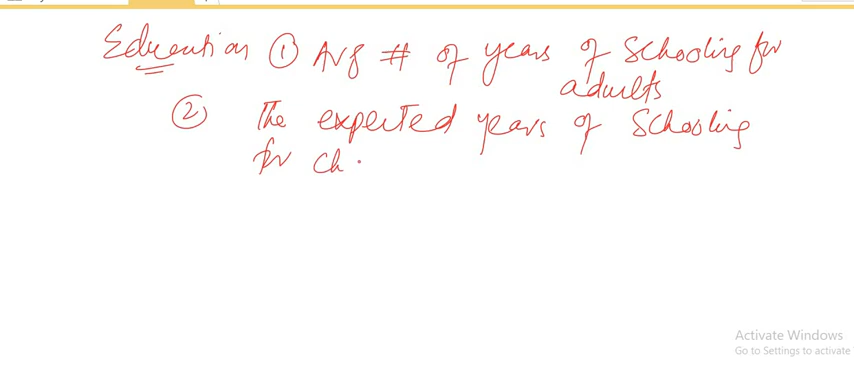 Education ① Avg # of years of Schooling for
adults
② The expected years of Schooling
for ch.
Activate Windows
Go to Settings to activate